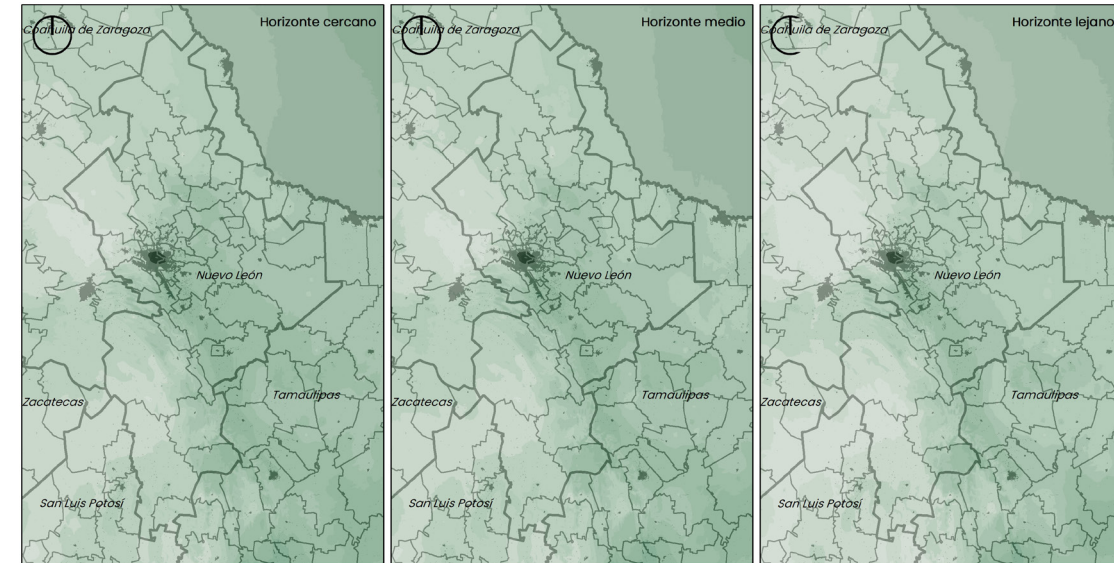 Horizonte cercano
Coahuila de Zaragoza
Nuevo León
Tamaulipas
Zacatecas
San Luis Potosí
Horizonte medio
Coahuila de Zaragoza
Nuevo León
Tamaulipas
Zacatecas
San Luis Potosí
Horizonte lejano
Coahuila de Zaragoza
Nuevo León
Tamaulipas
Zacatecas
San Luis Potosí